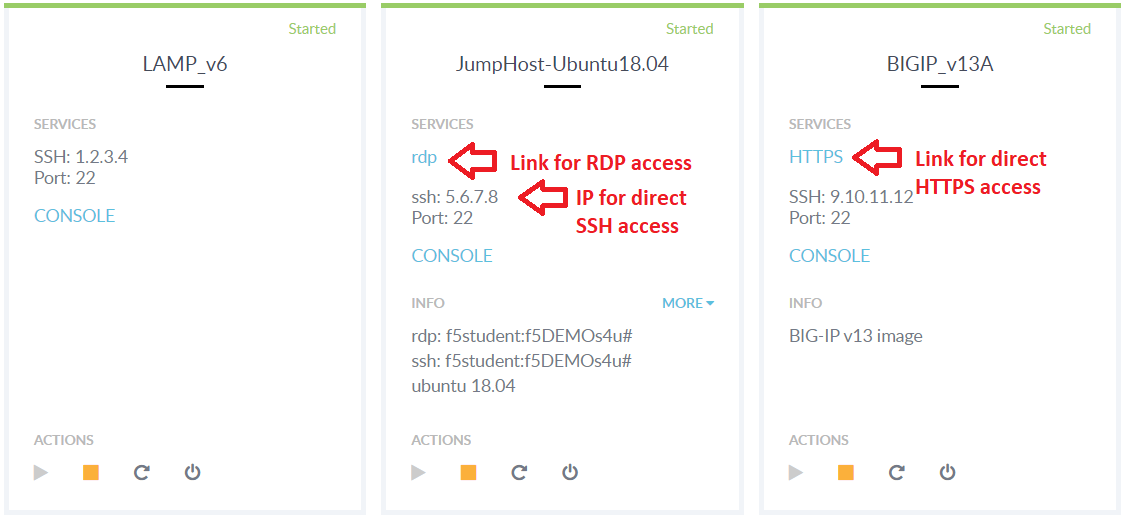 Started
LAMP_v6
SERVICES
SSH: 1.2.3.4
Port: 22
CONSOLE
ACTIONS
Started
JumpHost-Ubuntu18.04
SERVICES
rdp
Link for RDP access
ssh: 5.6.7.8
Port: 22
IP for direct
SSH access
CONSOLE
INFO
MORE
rdp: f5student:f5DEMOs4u#
ssh: f5student:f5DEMOs4u#
ubuntu 18.04
ACTIONS
Started
BIGIP_v13A
SERVICES
HTTPS
Link for direct
HTTPS access
SSH: 9.10.11.12
Port: 22
CONSOLE
INFO
BIG-IP v13 image
ACTIONS